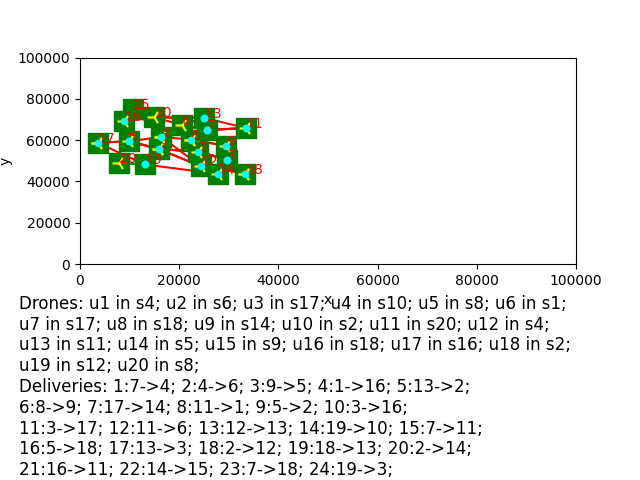 100000
80000
60000
40000
20000
0
y
0 20000 40000 60000 80000 100000
x
Drones: u1 in s4; u2 in s6; u3 in s17; u4 in s10; u5 in s8; u6 in s1;
u7 in s17; u8 in s18; u9 in s14; u10 in s2; u11 in s20; u12 in s4;
u13 in s11; u14 in s5; u15 in s9; u16 in s18; u17 in s16; u18 in s2;
u19 in s12; u20 in s8;
Deliveries: 1:7->4; 2:4->6; 3:9->5; 4:1->16; 5:13->2;
6:8->9; 7:17->14; 8:11->1; 9:5->2; 10:3->16;
11:3->17; 12:11->6; 13:12->13; 14:19->10; 15:7->11;
16:5->18; 17:13->3; 18:2->12; 19:18->13; 20:2->14;
21:16->11; 22:14->15; 23:7->18; 24:19->3;